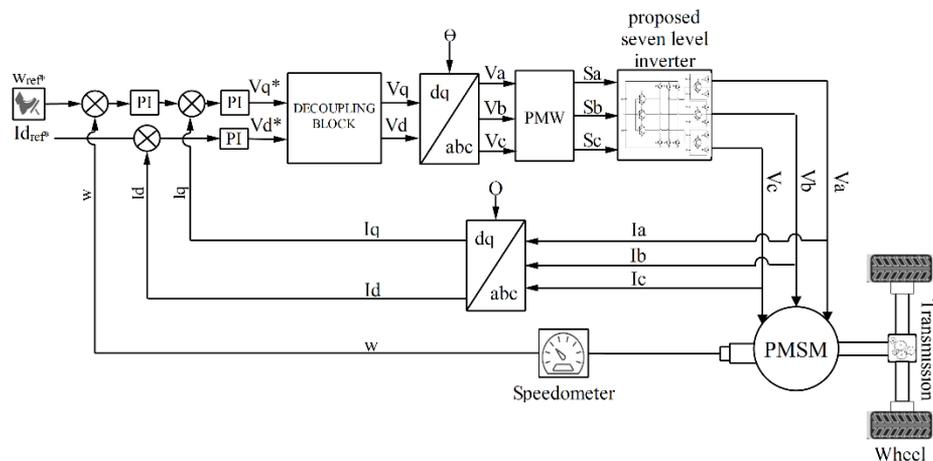 proposed
seven level
inverter
Wref*
Idref*
PI
PI
PI
Vq*
Vd*
DECOUPLING
BLOCK
Vq
Vd
Θ
dq
abc
Va
Vb
Vc
PMW
Sa
Sb
Sc
Vc
Vb
Va
w
Id
Iq
Iq
Id
O
dq
abc
Ia
Ib
Ic
w
Speedometer
PMSM
Transmission
Wheel